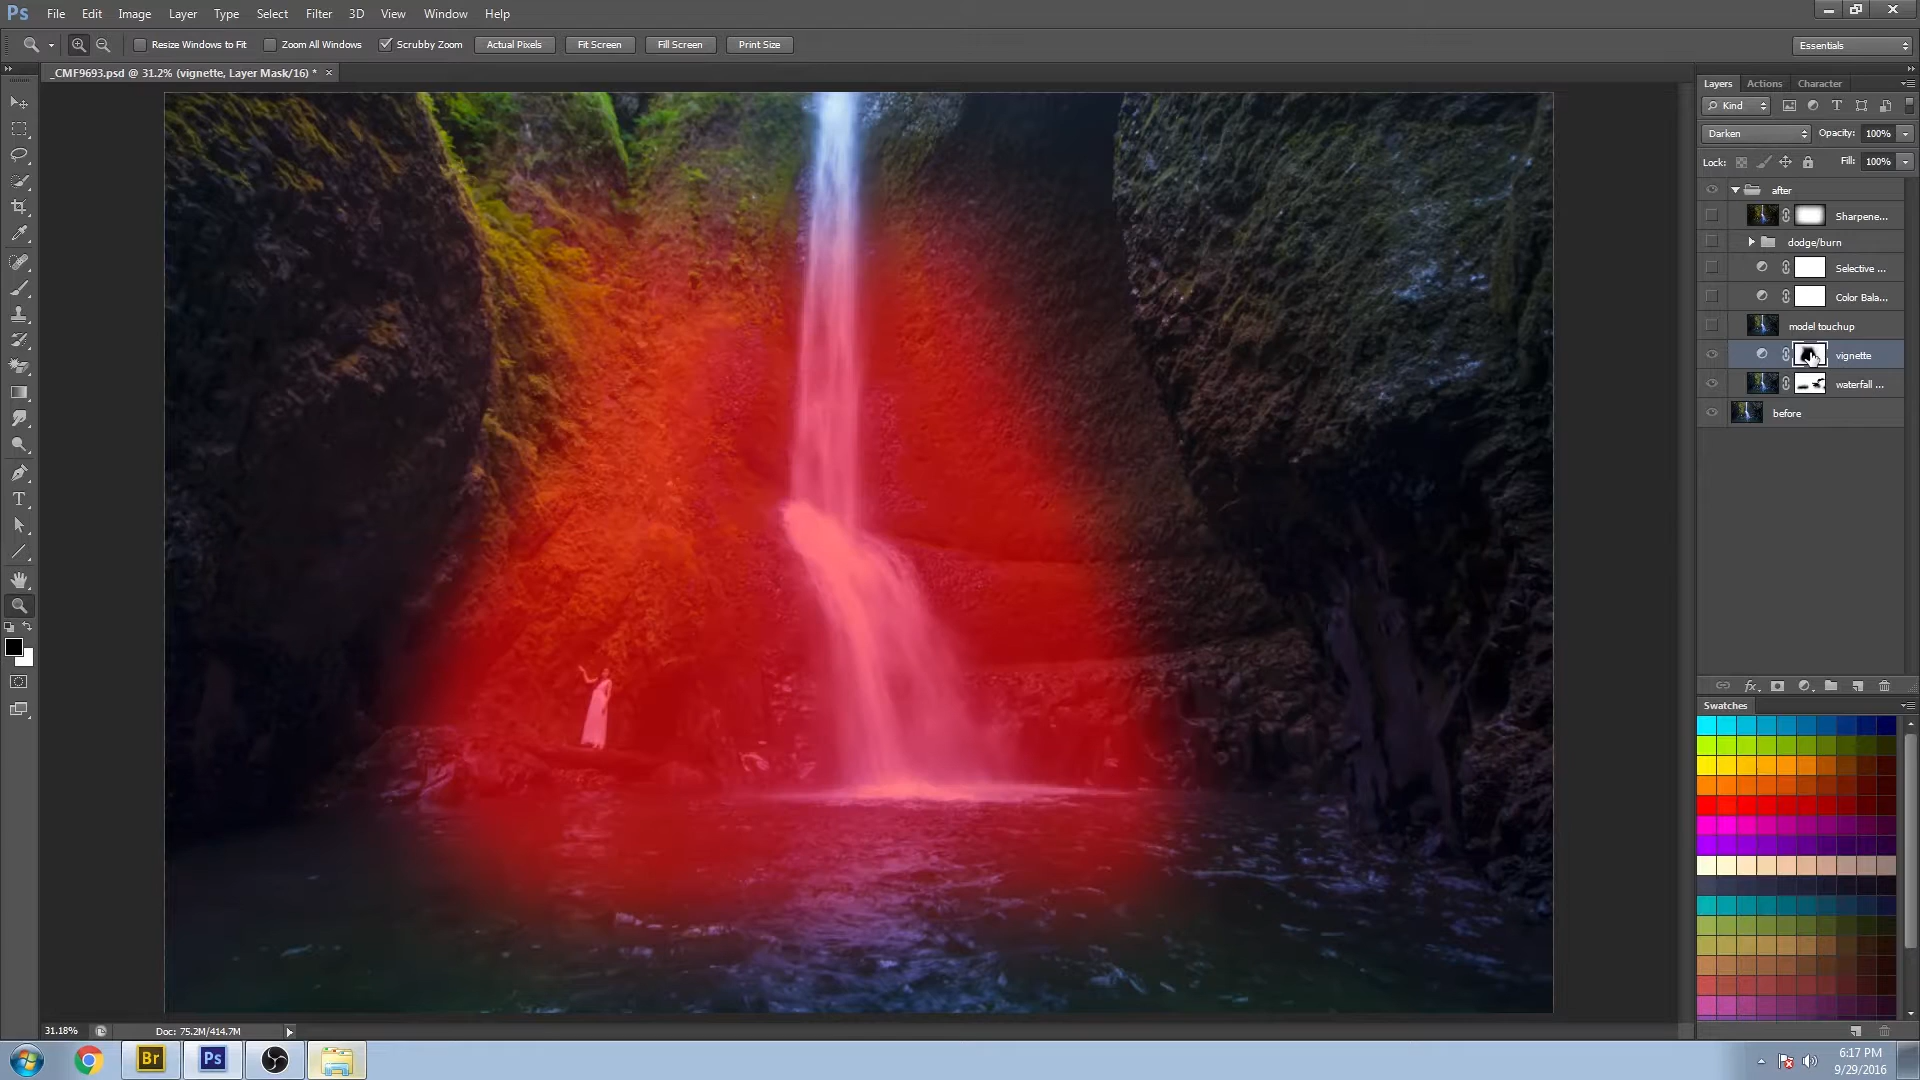 Ps File Edit Image Layer Type Select Filter 3D View Window Help
Resize Windows to Fit Zoom All Windows Scrubby Zoom Actual Pixels Fit Screen Fill Screen Print Size Essentials
_CMF9693.psd @ 31.2% (vignette, Layer Mask/16) *
Layers Actions Character
Kind
Darken Opacity: 100%
Lock: Fill: 100%
after
Sharpene...
dodge/burn
Selective ...
Color Bala...
model touchup
vignette
waterfall ...
before
fx
Swatches
31.18% Doc: 75.2M/414.7M
Br Ps
6:17 PM
9/29/2016